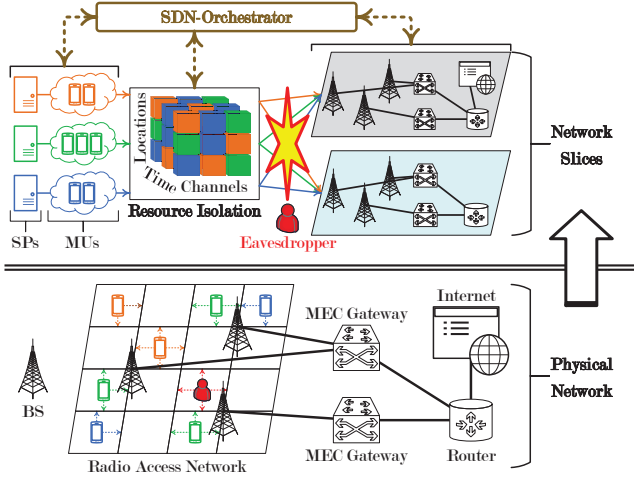 SDN-Orchestrator
Locations
Time
Channels
Resource Isolation
SPs
MUs
Eavesdropper
Network
Slices
MEC Gateway
Internet
BS
Physical
Network
MEC Gateway
Router
Radio Access Network